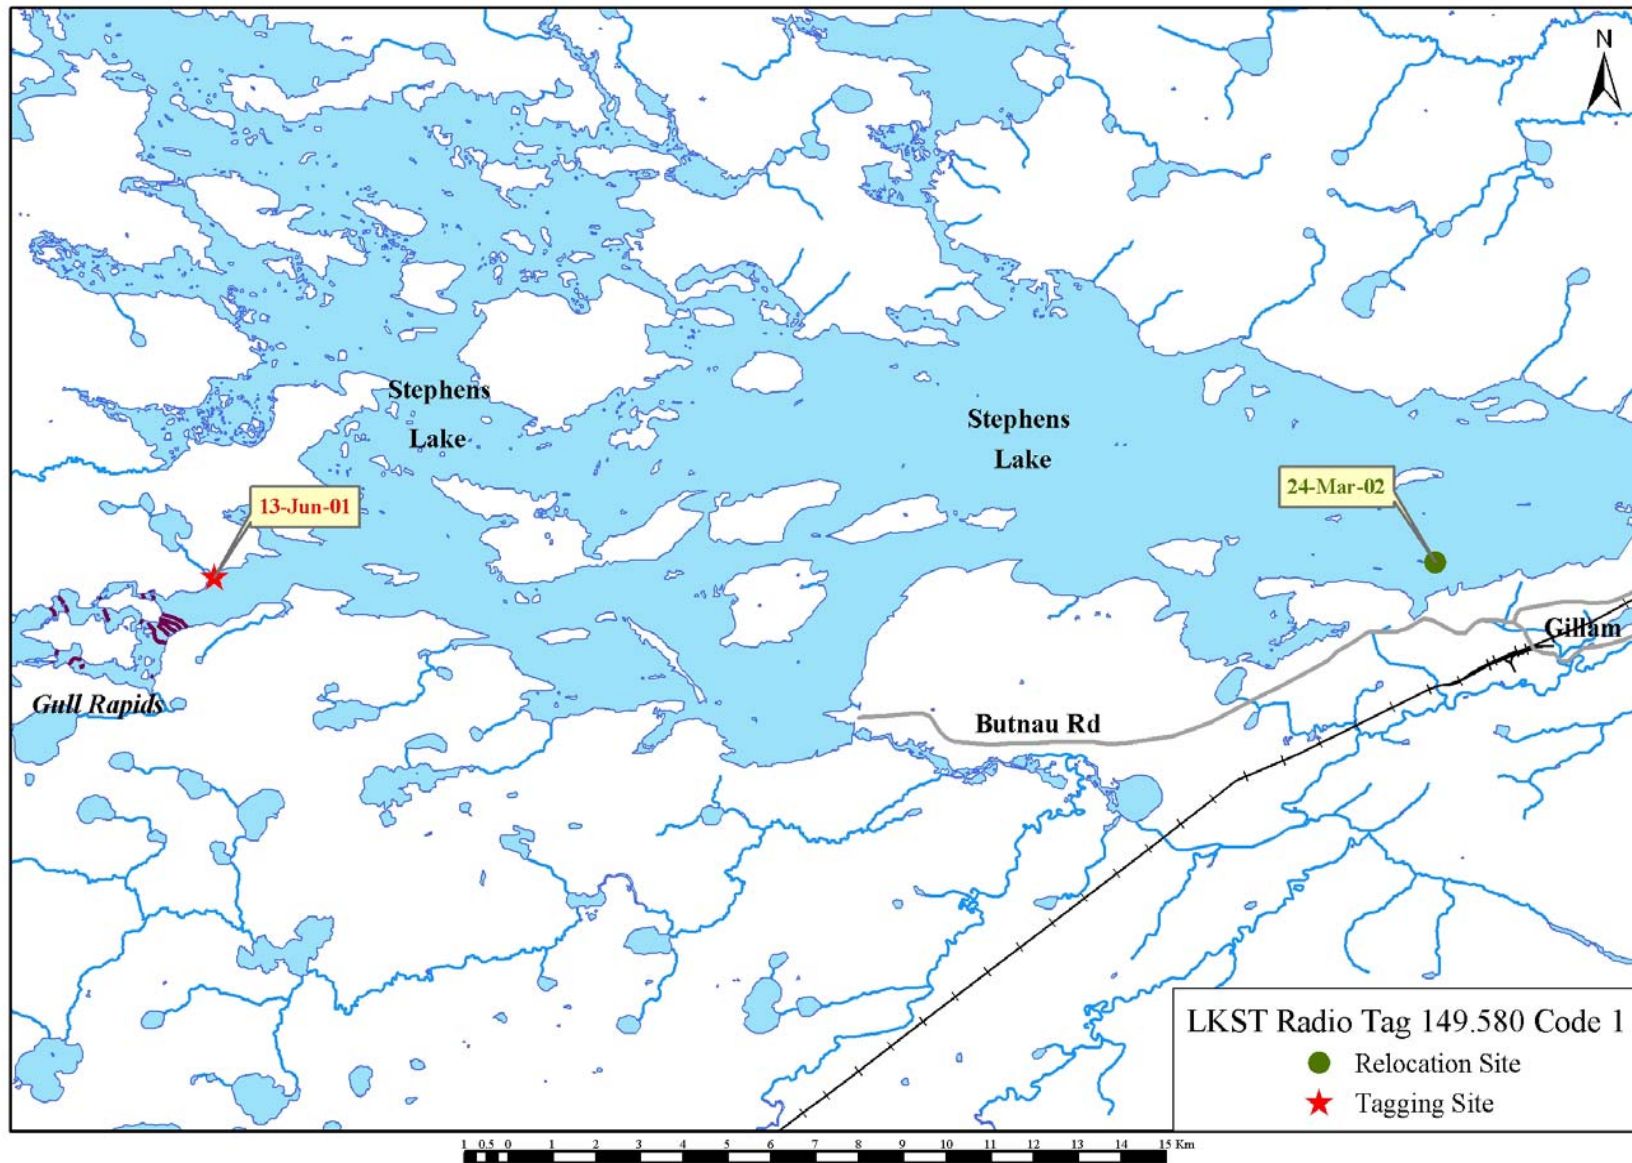 N
Stephens
Lake
Stephens
Lake
13-Jun-01
24-Mar-02
Gull Rapids
Gillam
Butnau Rd
LKST Radio Tag 149.580 Code 1
Relocation Site
Tagging Site
1 0.5 0 1 2 3 4 5 6 7 8 9 10 11 12 13 14 15 Km